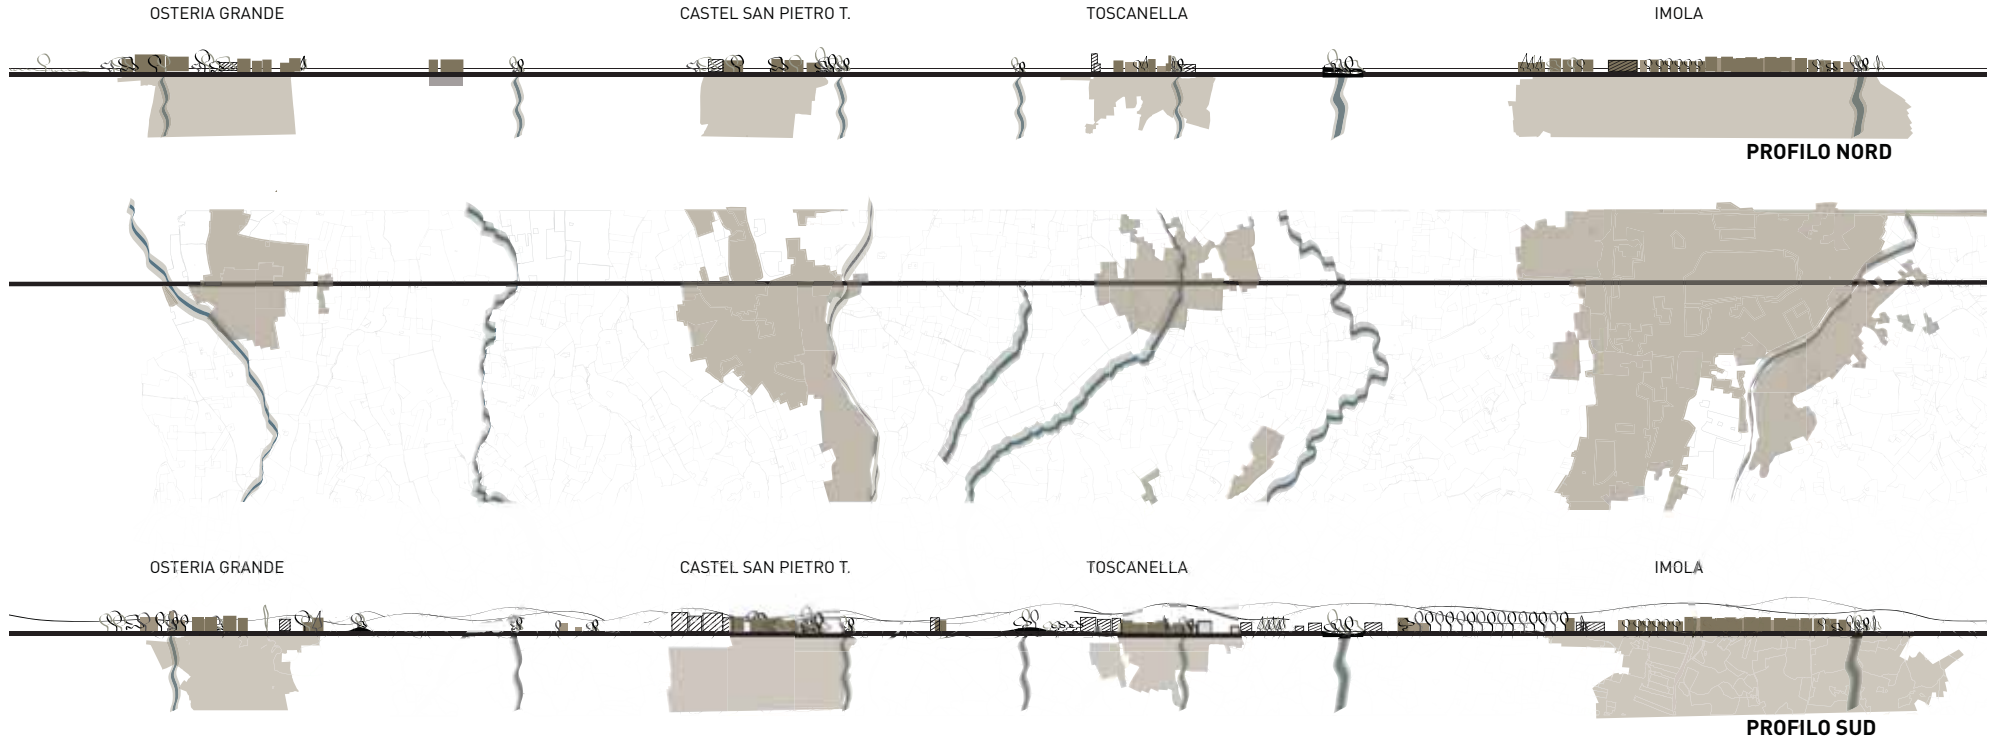 OSTERIA GRANDE
CASTEL SAN PIETRO T.
TOSCANELLA
IMOLA
PROFILO NORD
OSTERIA GRANDE
CASTEL SAN PIETRO T.
TOSCANELLA
IMOLA
PROFILO SUD